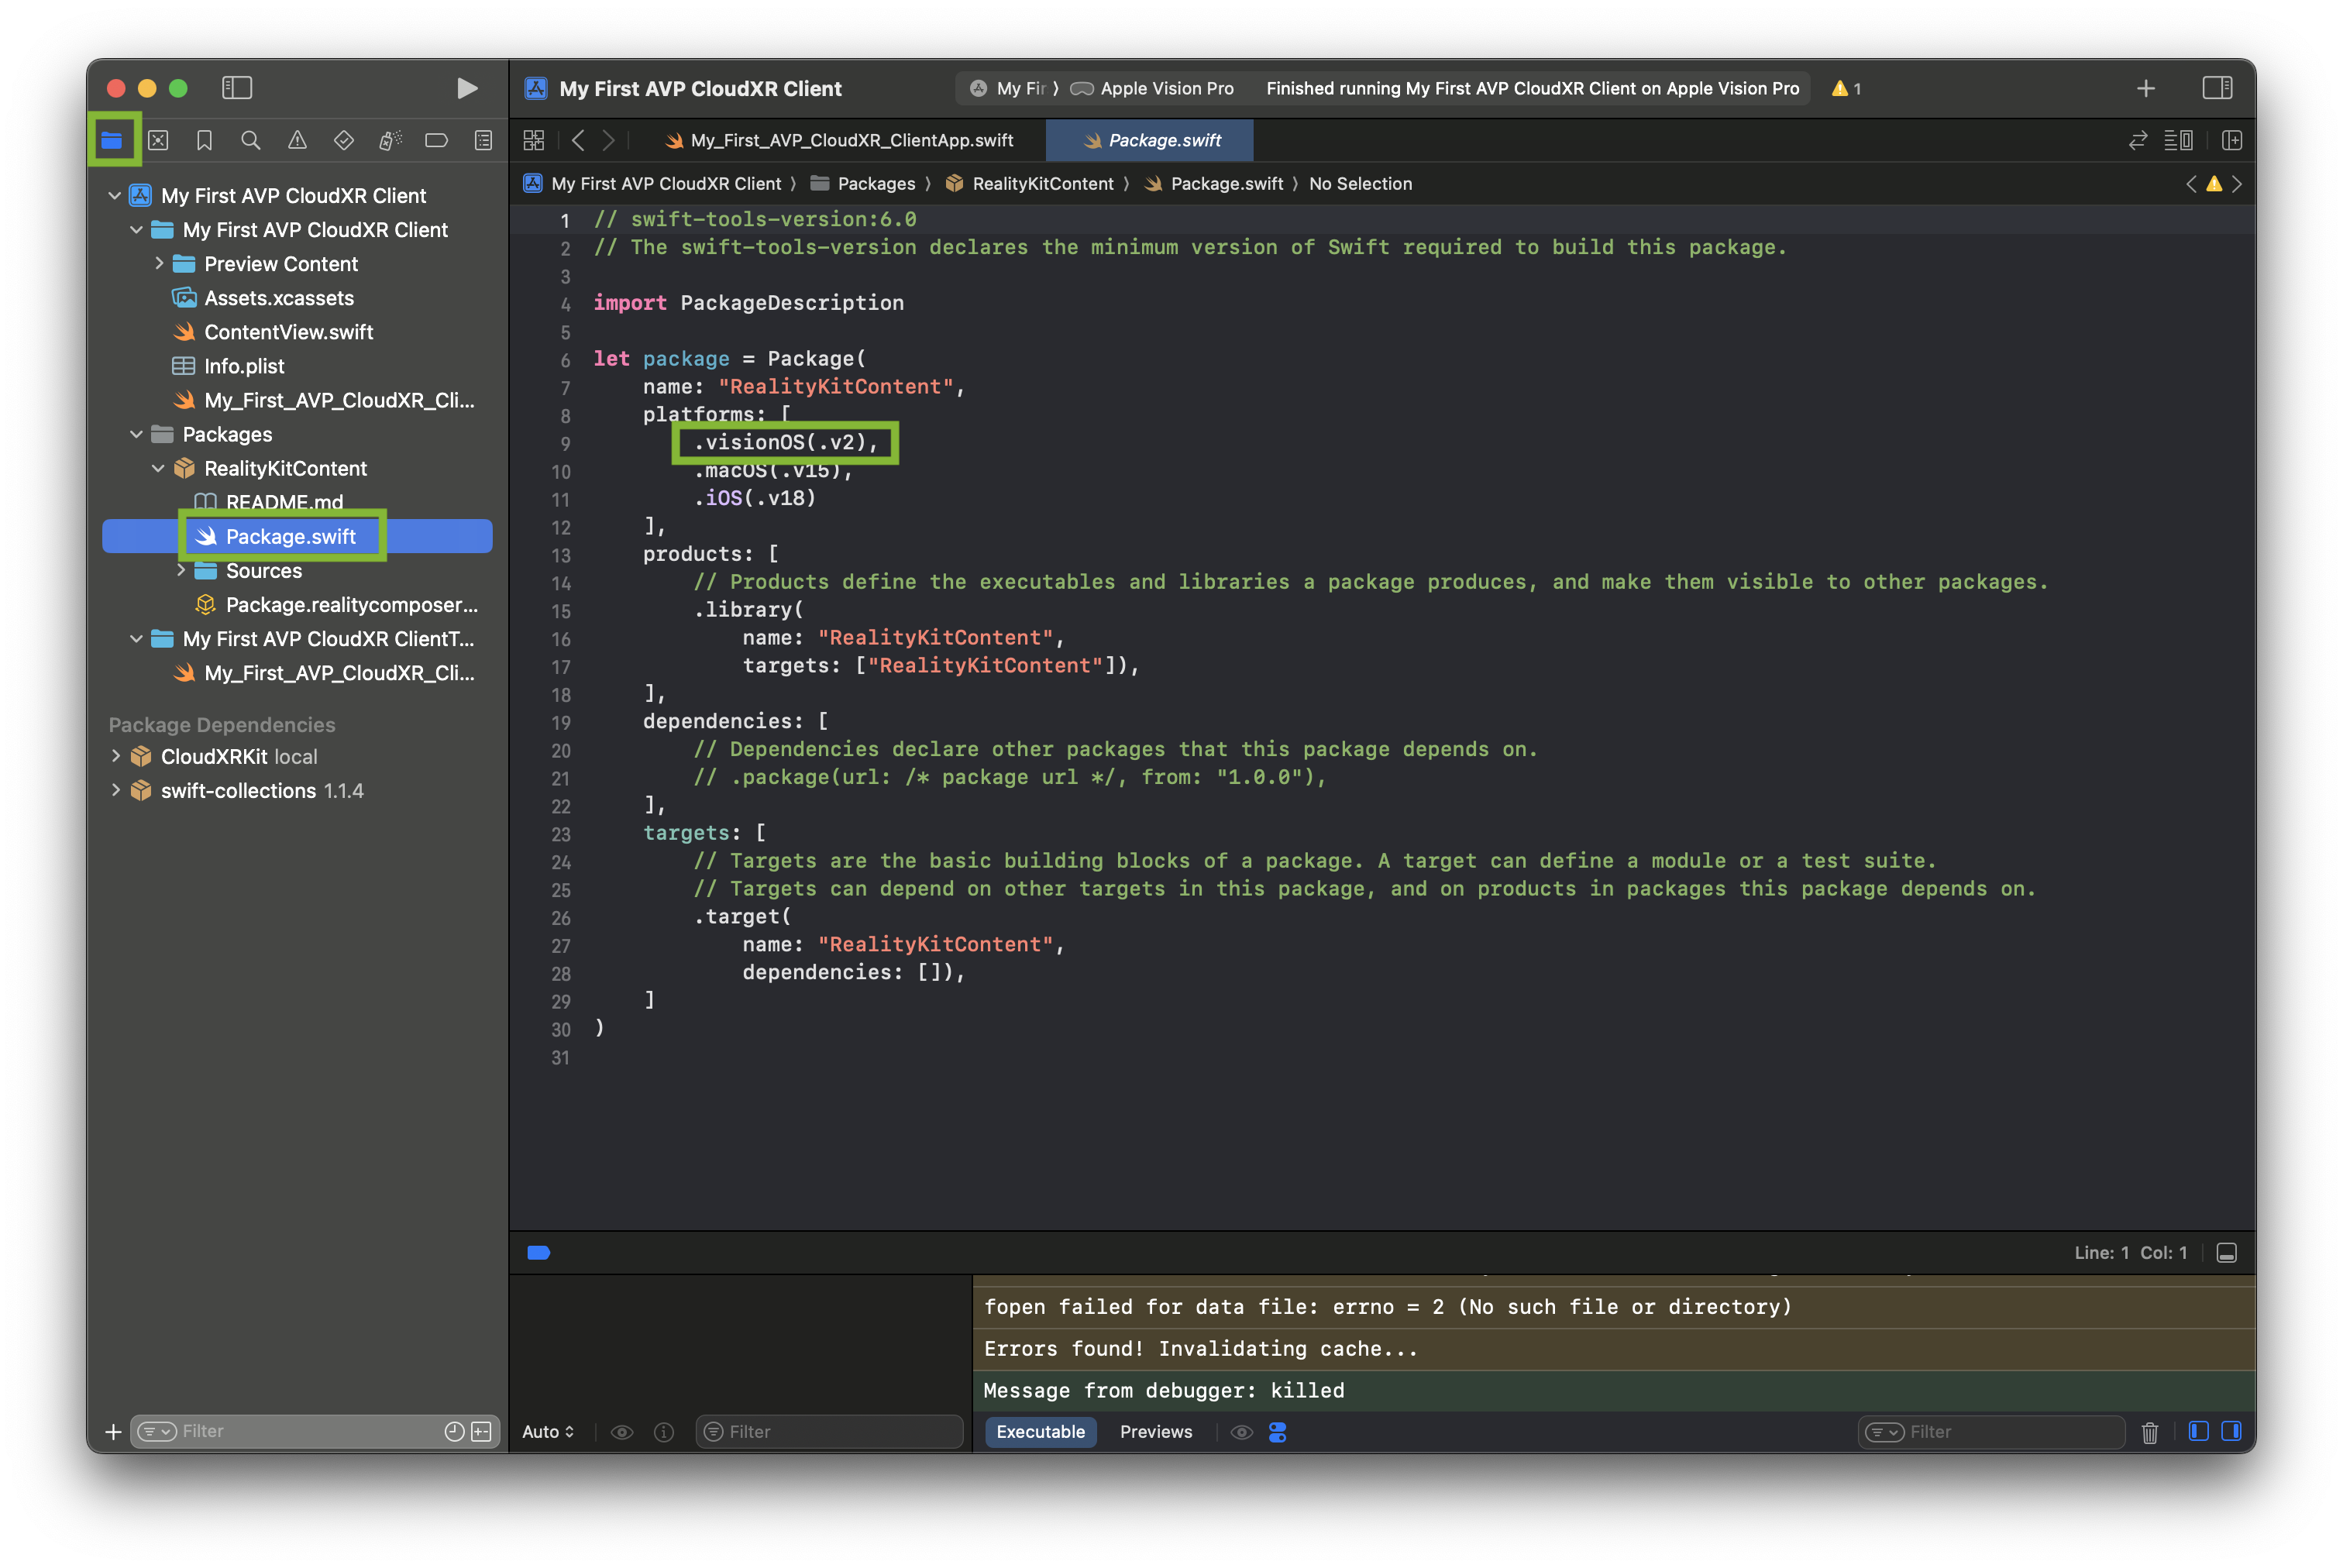 My First AVP CloudXR Client
My Fir 〉 Apple Vision Pro
Finished running My First AVP CloudXR Client on Apple Vision Pro
1
My_First_AVP_CloudXR_ClientApp.swift
Package.swift
My First AVP CloudXR Client 〉 Packages 〉 RealityKitContent 〉 Package.swift 〉 No Selection
My First AVP CloudXR Client
My First AVP CloudXR Client
Preview Content
Assets.xcassets
ContentView.swift
Info.plist
My_First_AVP_CloudXR_Cli...
Packages
RealityKitContent
README.md
Package.swift
Sources
Package.realitycomposer...
My First AVP CloudXR ClientT...
My_First_AVP_CloudXR_Cli...
Package Dependencies
CloudXRKit local
swift-collections 1.1.4
Filter
1 // swift-tools-version:6.0
2 // The swift-tools-version declares the minimum version of Swift required to build this package.
3
4 import PackageDescription
5
6 let package = Package(
7 name: "RealityKitContent",
8 platforms: [
9 .visionOS(.v2),
10 .macOS(.v15),
11 .iOS(.v18)
12 ],
13 products: [
14 // Products define the executables and libraries a package produces, and make them visible to other packages.
15 .library(
16 name: "RealityKitContent",
17 targets: ["RealityKitContent"]),
18 ],
19 dependencies: [
20 // Dependencies declare other packages that this package depends on.
21 // .package(url: /* package url */, from: "1.0.0"),
22 ],
23 targets: [
24 // Targets are the basic building blocks of a package. A target can define a module or a test suite.
25 // Targets can depend on other targets in this package, and on products in packages this package depends on.
26 .target(
27 name: "RealityKitContent",
28 dependencies: []),
29 ]
30 )
31
Line: 1 Col: 1
fopen failed for data file: errno = 2 (No such file or directory)
Errors found! Invalidating cache...
Message from debugger: killed
Auto
Filter
Executable
Previews
Filter